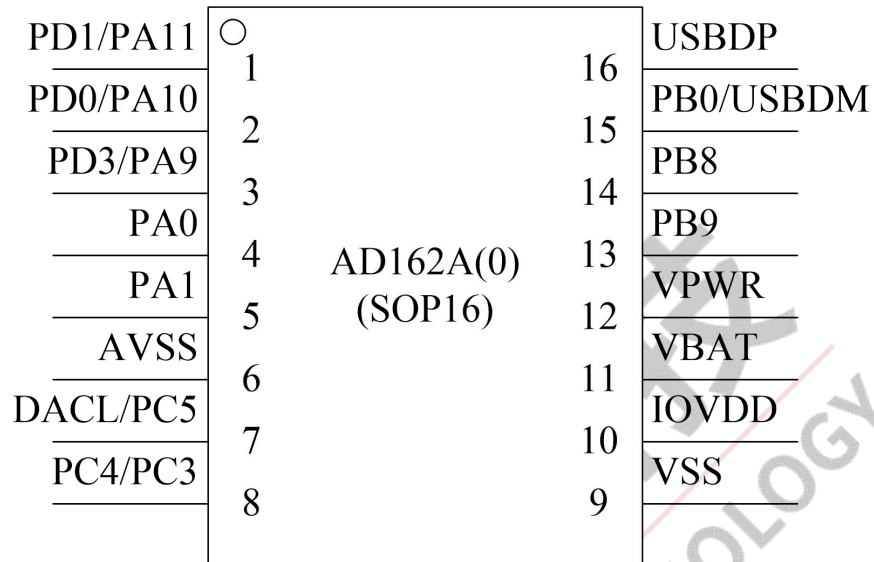 PD1/PA11
1
16
USBDP
PD0/PA10
2
15
PB0/USBDM
PD3/PA9
3
14
PB8
PA0
4
13
PB9
PA1
5
12
VPWR
AVSS
6
11
VBAT
DACL/PC5
7
10
IOVDD
PC4/PC3
8
9
VSS
AD162A(0)
(SOP16)
技
OLOGY